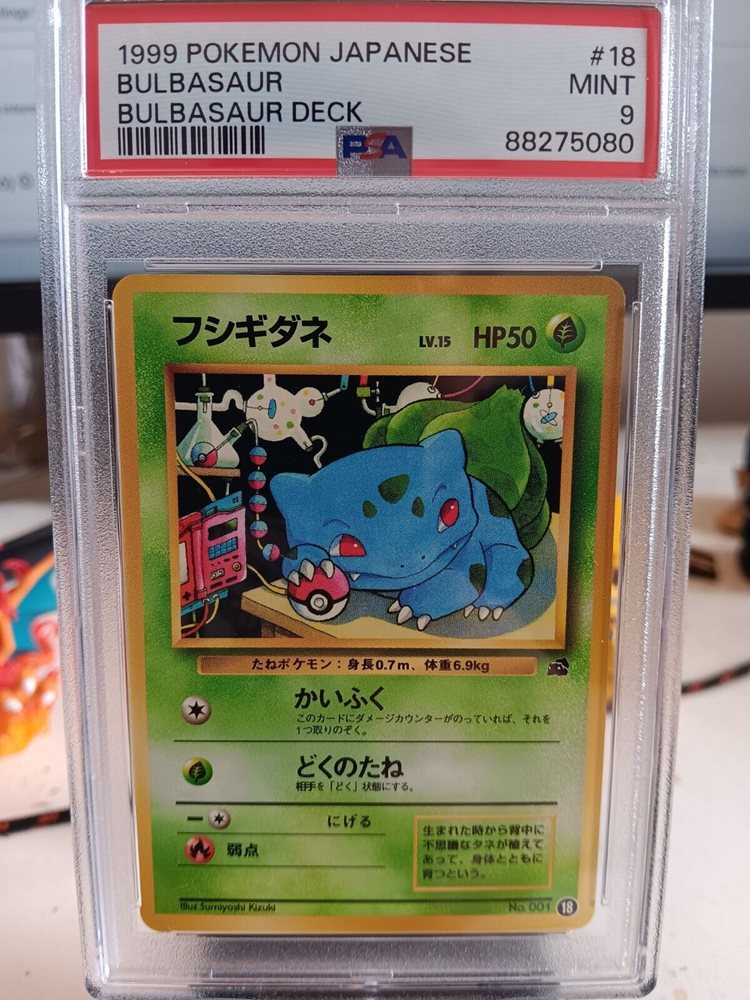 1999 POKEMON JAPANESE #18
BULBASAUR MINT
BULBASAUR DECK 9
PSA 88275080
フシギダネ LV.15 HP50
たねポケモン：身長0.7m、体重6.9kg
かいふく
このカードにダメージカウンターがのっていれば、それを
1つ取りのぞく。
どくのたね
相手を「どく」状態にする。
ー にげる
弱点
生まれた時から背中に
不思議なタネが植えて
あって、身体とともに
育つという。
Illus.Sumiyoshi Kizuki No.001 18